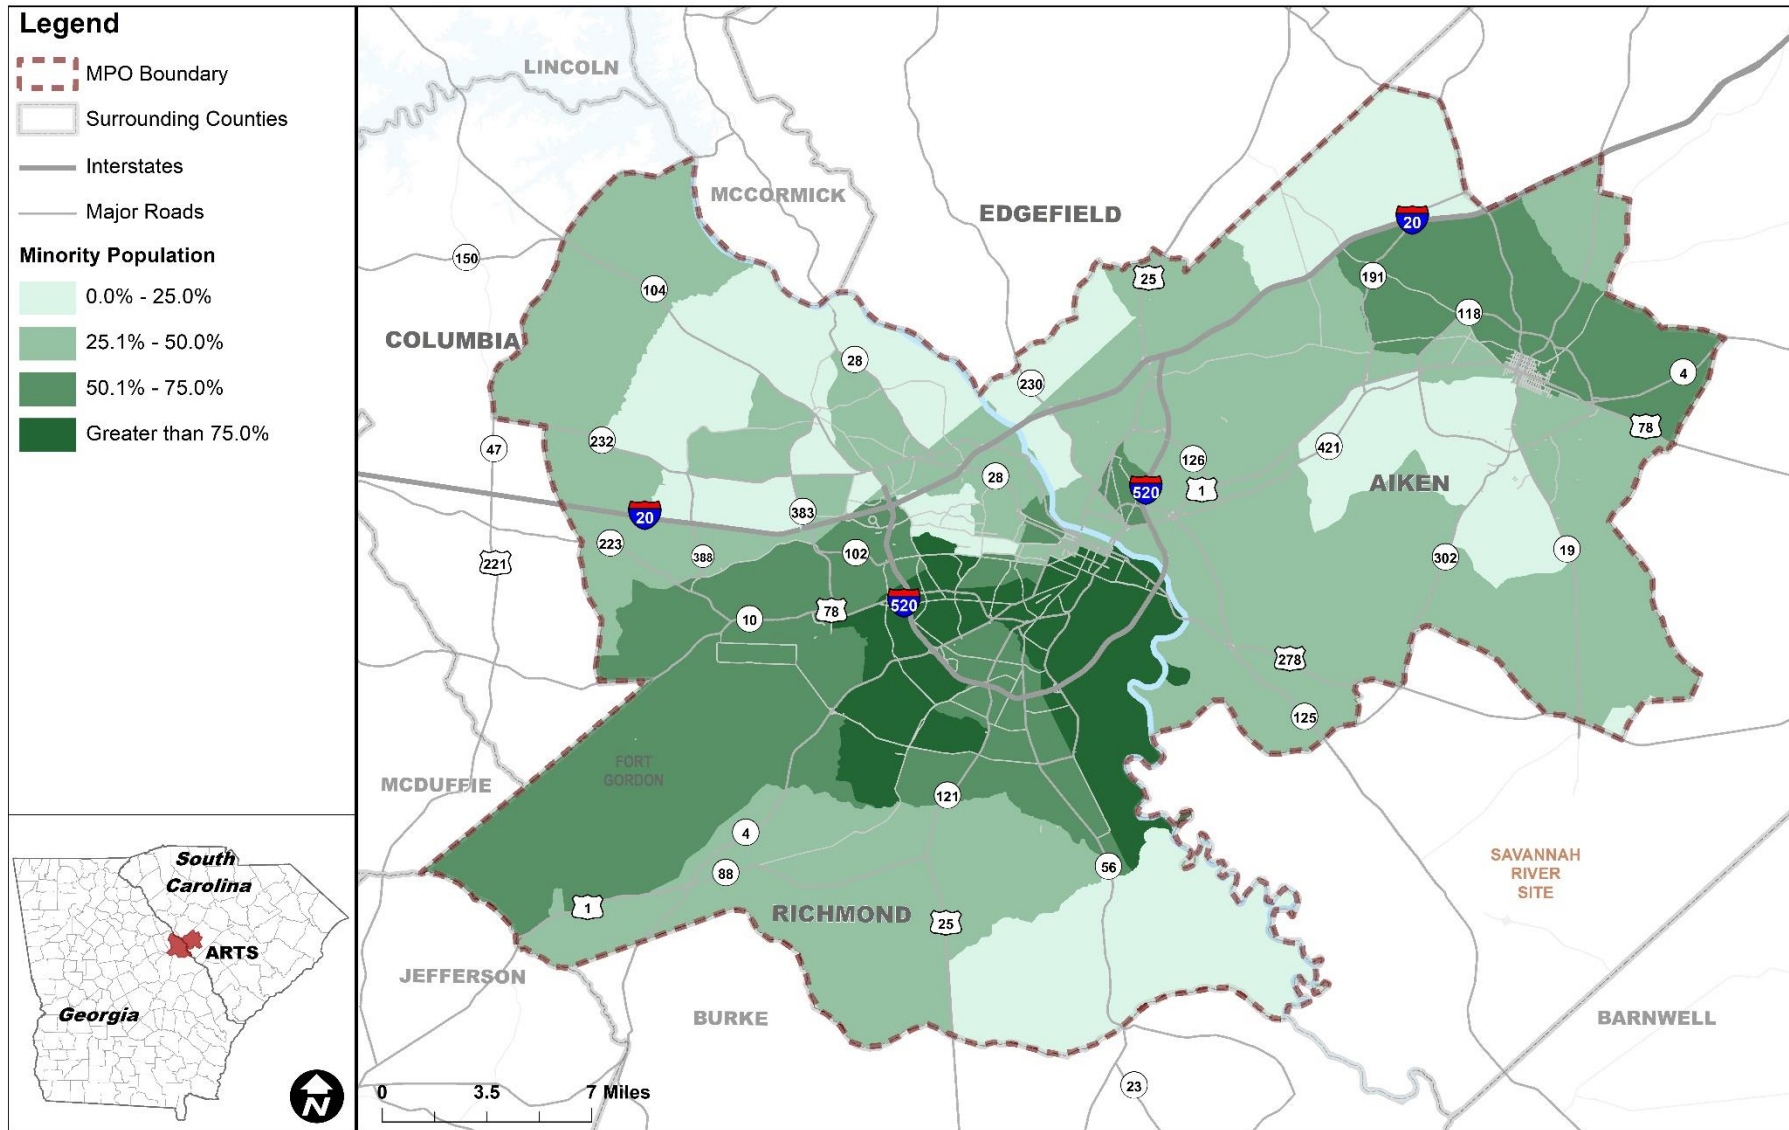 Legend
MPO Boundary
Surrounding Counties
Interstates
Major Roads
Minority Population
0.0% - 25.0%
25.1% - 50.0%
50.1% - 75.0%
Greater than 75.0%
South
Carolina
ARTS
Georgia
N
LINCOLN
MCCORMICK
EDGEFIELD
20
150
25
191
104
118
COLUMBIA
28
230
4
232
78
47
421
126
28
AIKEN
520
1
20
383
223
388
102
302
19
221
520
78
10
278
125
FORT
GORDON
MCDUFFIE
121
4
56
88
SAVANNAH
RIVER
SITE
1
RICHMOND
25
JEFFERSON
BURKE
BARNWELL
23
0 3.5 7 Miles